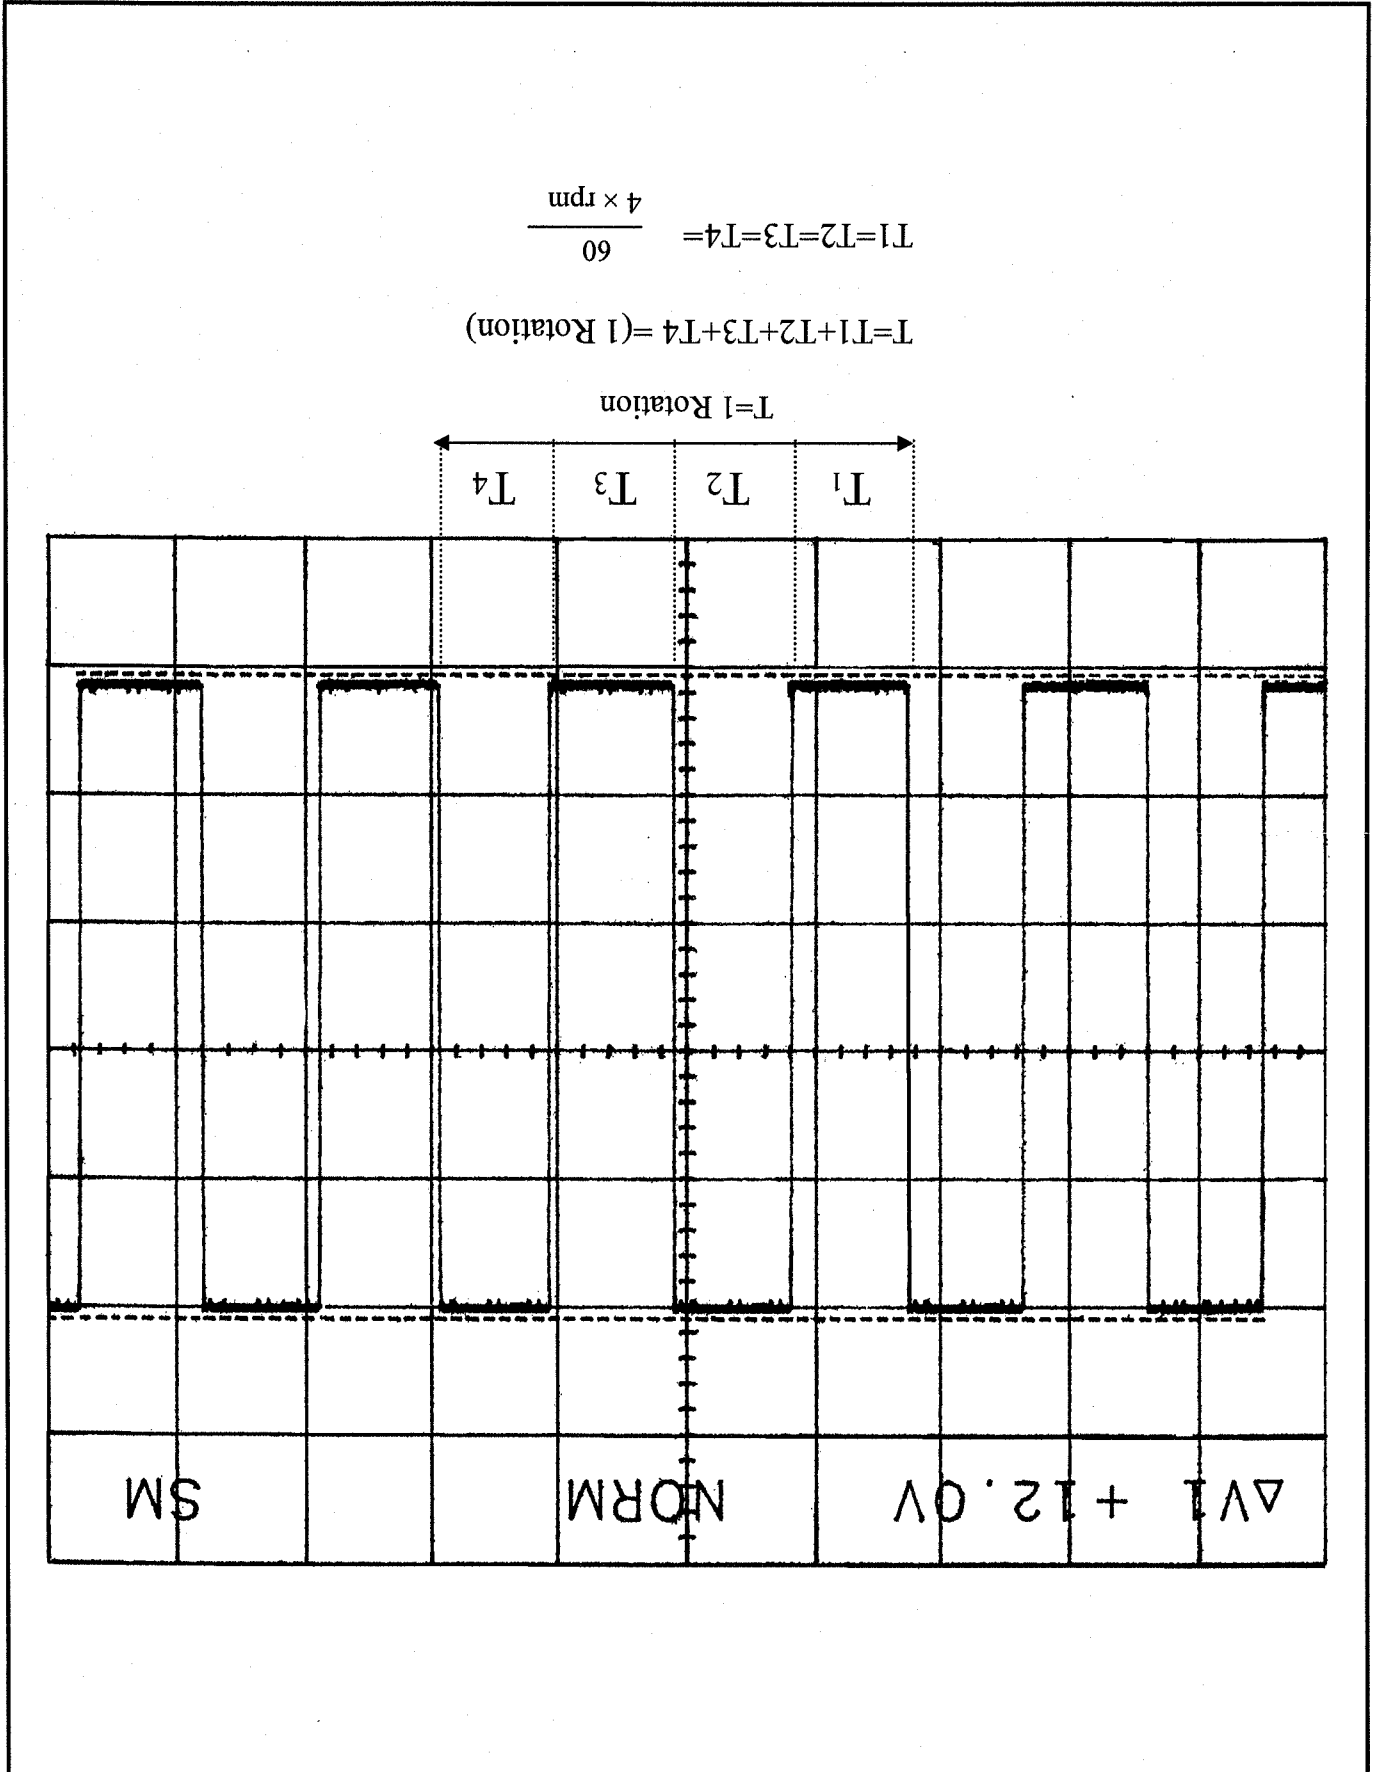 ΔV1 +12.0V NORM SM
T1 T2 T3 T4
T=1 Rotation
T=T1+T2+T3+T4 =(1 Rotation)
T1=T2=T3=T4= 60
4 × rpm